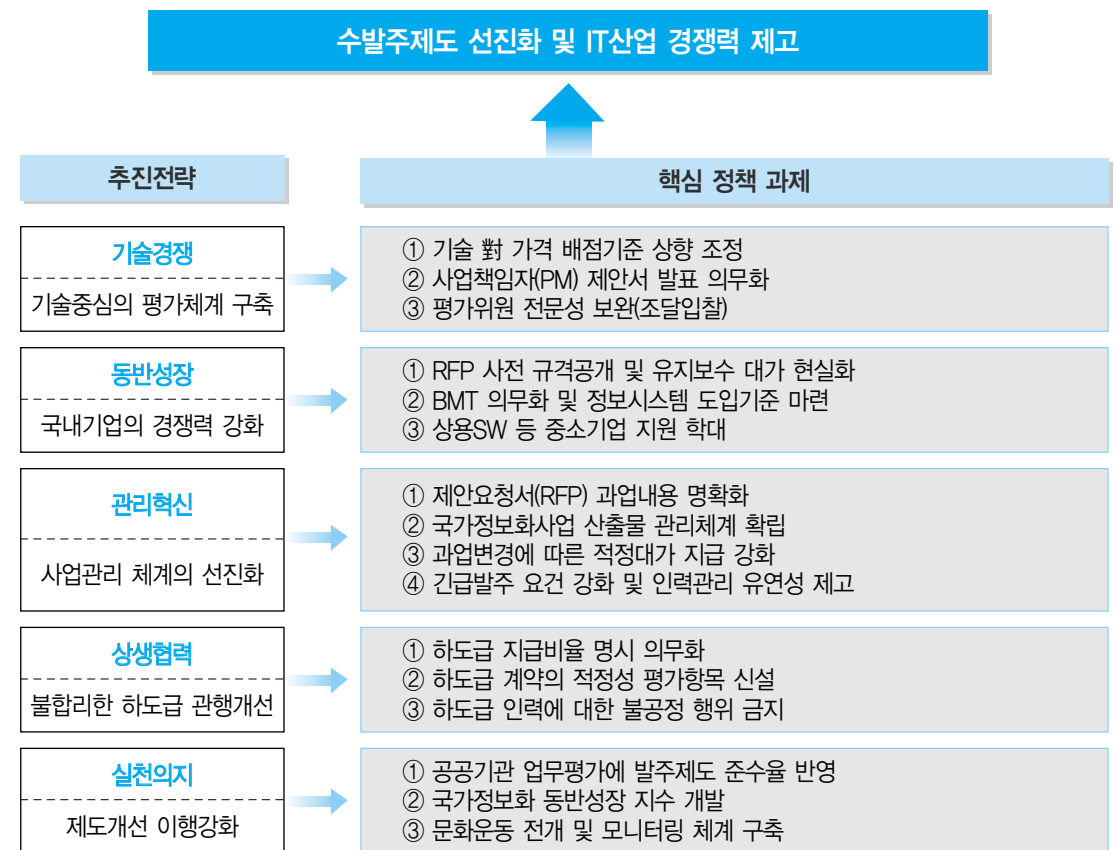 수발주제도 선진화 및 IT산업 경쟁력 제고
추진전략
핵심 정책 과제
기술경쟁
기술중심의 평가체계 구축
① 기술 對 가격 배점기준 상향 조정
② 사업책임자(PM) 제안서 발표 의무화
③ 평가위원 전문성 보완(조달입찰)
동반성장
국내기업의 경쟁력 강화
① RFP 사전 규격공개 및 유지보수 대가 현실화
② BMT 의무화 및 정보시스템 도입기준 마련
③ 상용SW 등 중소기업 지원 학대
관리혁신
사업관리 체계의 선진화
① 제안요청서(RFP) 과업내용 명확화
② 국가정보화사업 산출물 관리체계 확립
③ 과업변경에 따른 적정대가 지급 강화
④ 긴급발주 요건 강화 및 인력관리 유연성 제고
상생협력
불합리한 하도급 관행개선
① 하도급 지급비율 명시 의무화
② 하도급 계약의 적정성 평가항목 신설
③ 하도급 인력에 대한 불공정 행위 금지
실천의지
제도개선 이행강화
① 공공기관 업무평가에 발주제도 준수율 반영
② 국가정보화 동반성장 지수 개발
③ 문화운동 전개 및 모니터링 체계 구축